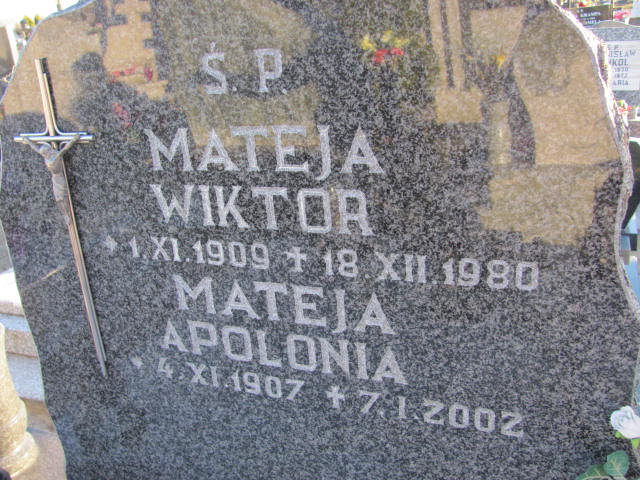 Ś. P.
MATEJA
WIKTOR
* 1. XI. 1909 ✝ 18 XII. 1980
MATEJA
APOLONIA
* 4. XI. 1907 ✝ 7. 1. 2002